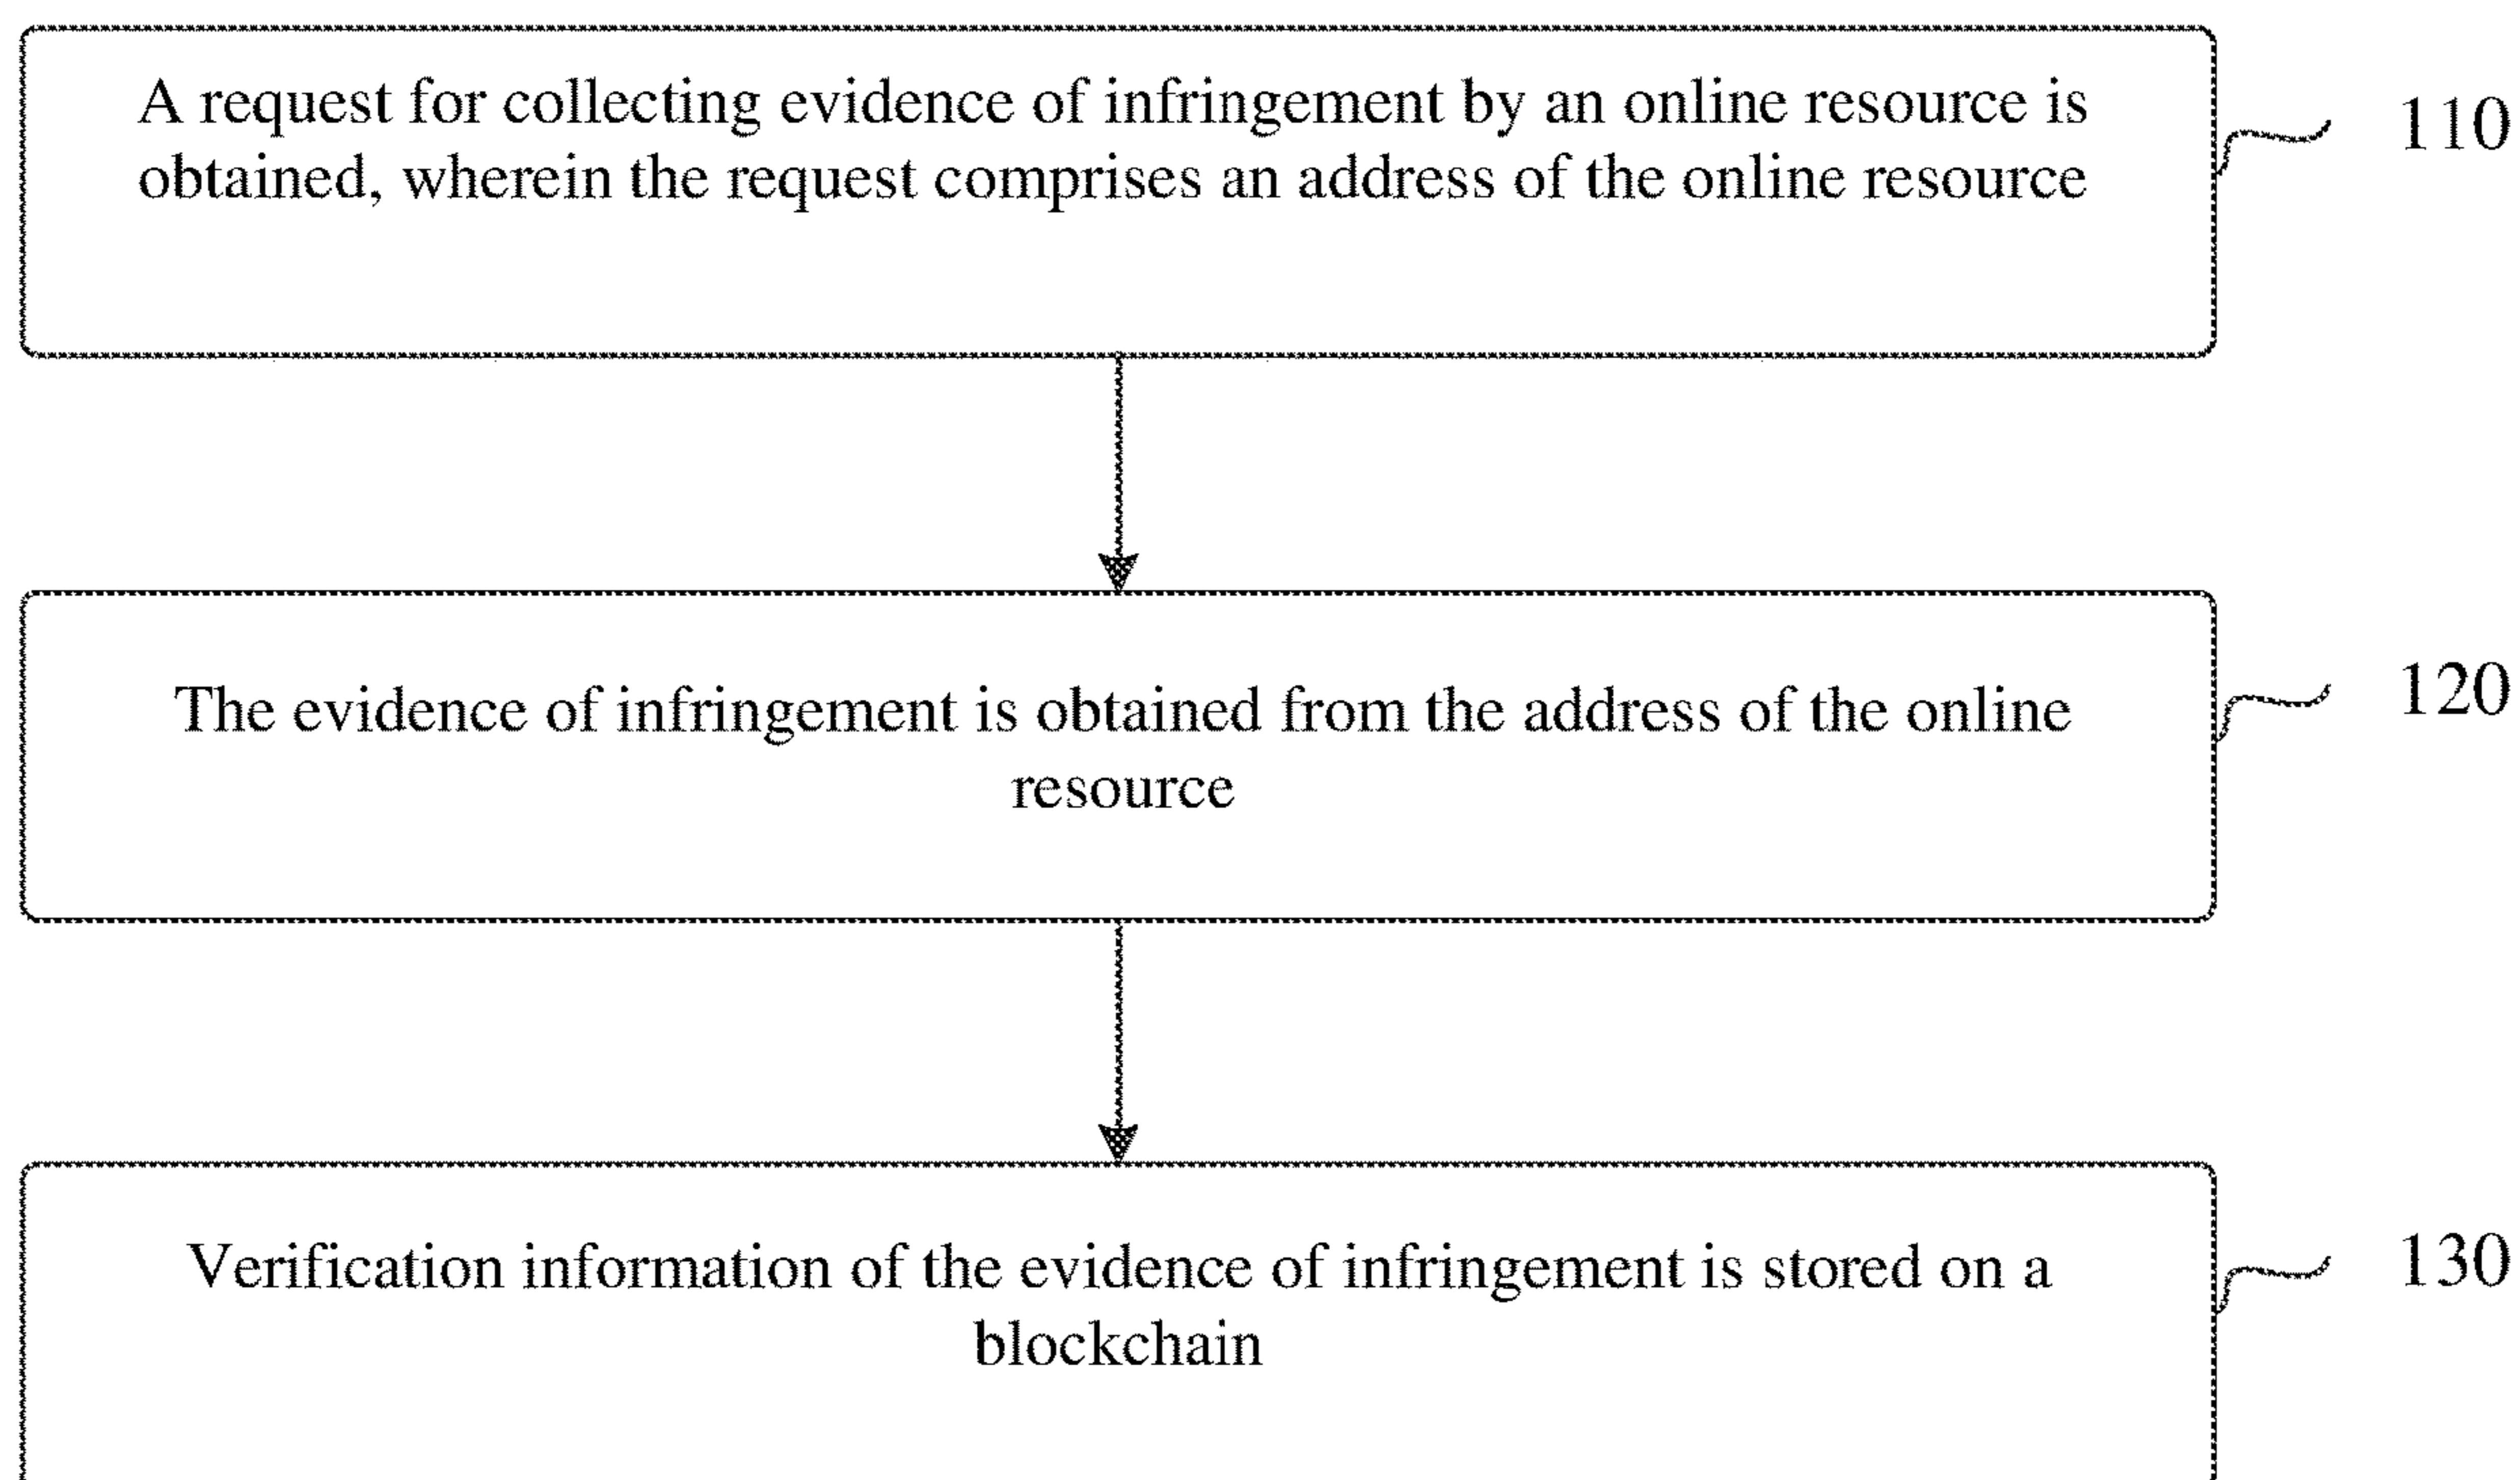 A request for collecting evidence of infringement by an online resource is
obtained, wherein the request comprises an address of the online resource
110
The evidence of infringement is obtained from the address of the online
resource
120
Verification information of the evidence of infringement is stored on a
blockchain
130